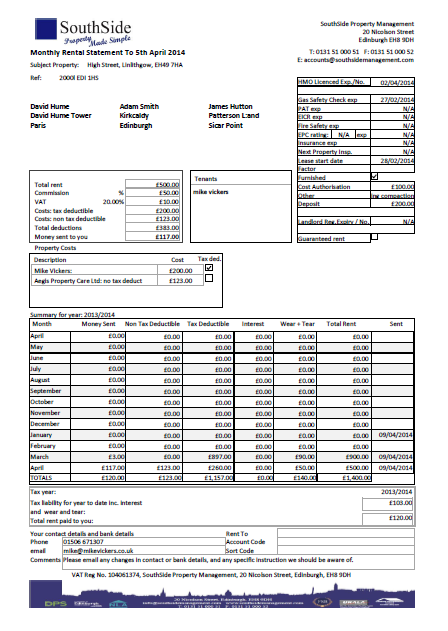 SouthSide
Property Made Simple
SouthSide Property Management
20 Nicolson Street
Edinburgh EH8 9DH
T: 0131 51 000 51 F: 0131 51 000 52
E: accounts@southsidemanagement.com
Monthly Rental Statement To 5th April 2014
Subject Property: High Street, Linlithgow, EH49 7HA
Ref: 2000l EDI 1HS
HMO Licenced Exp./No. 02/04/2014
Gas Safety Check exp 27/02/2014
PAT exp N/A
EICR exp N/A
Fire Safety exp N/A
EPC rating: N/A exp N/A
Insurance exp N/A
Next Property Insp. N/A
Lease start date 28/02/2014
Factor
Furnished
Cost Authorisation £100.00
Other ing compaction
Deposit £200.00
Landlord Reg.Expiry / No. N/A
Guaranteed rent
David Hume Adam Smith James Hutton
David Hume Tower Kirkcaldy Patterson Land
Paris Edinburgh Sicar Point
Total rent £500.00
Commission % £50.00
VAT 20.00% £10.00
Costs: tax deductible £200.00
Costs: non tax deductible £123.00
Total deductions £383.00
Money sent to you £117.00
Tenants
mike vickers
Property Costs
Description Cost Tax ded.
Mike Vickers: £200.00
Aegis Property Care Ltd: no tax deduct £123.00
Summary for year: 2013/2014
Month Money Sent Non Tax Deductible Tax Deductible Interest Wear + Tear Total Rent Sent
April £0.00 £0.00 £0.00 £0.00 £0.00 £0.00
May £0.00 £0.00 £0.00 £0.00 £0.00 £0.00
June £0.00 £0.00 £0.00 £0.00 £0.00 £0.00
July £0.00 £0.00 £0.00 £0.00 £0.00 £0.00
August £0.00 £0.00 £0.00 £0.00 £0.00 £0.00
September £0.00 £0.00 £0.00 £0.00 £0.00 £0.00
October £0.00 £0.00 £0.00 £0.00 £0.00 £0.00
November £0.00 £0.00 £0.00 £0.00 £0.00 £0.00
December £0.00 £0.00 £0.00 £0.00 £0.00 £0.00
January £0.00 £0.00 £0.00 £0.00 £0.00 £0.00 09/04/2014
February £0.00 £0.00 £0.00 £0.00 £0.00 £0.00
March £3.00 £0.00 £897.00 £0.00 £90.00 £900.00 09/04/2014
April £117.00 £123.00 £260.00 £0.00 £50.00 £500.00 09/04/2014
TOTALS £120.00 £123.00 £1,157.00 £0.00 £140.00 £1,400.00
Tax year: 2013/2014
Tax liability for year to date inc. interest £103.00
and wear and tear:
Total rent paid to you: £120.00
Your contact details and bank details Rent To
Phone 01506 671307 Account Code
email mike@mikevickers.co.uk Sort Code
Comments Please email any changes in contact or bank details, and any specific instruction we should be aware of.
VAT Reg No. 104061374, SouthSide Property Management, 20 Nicolson Street, Edinburgh, EH8 9DH
20 Nicolson Street, Edinburgh, EH8 9DH